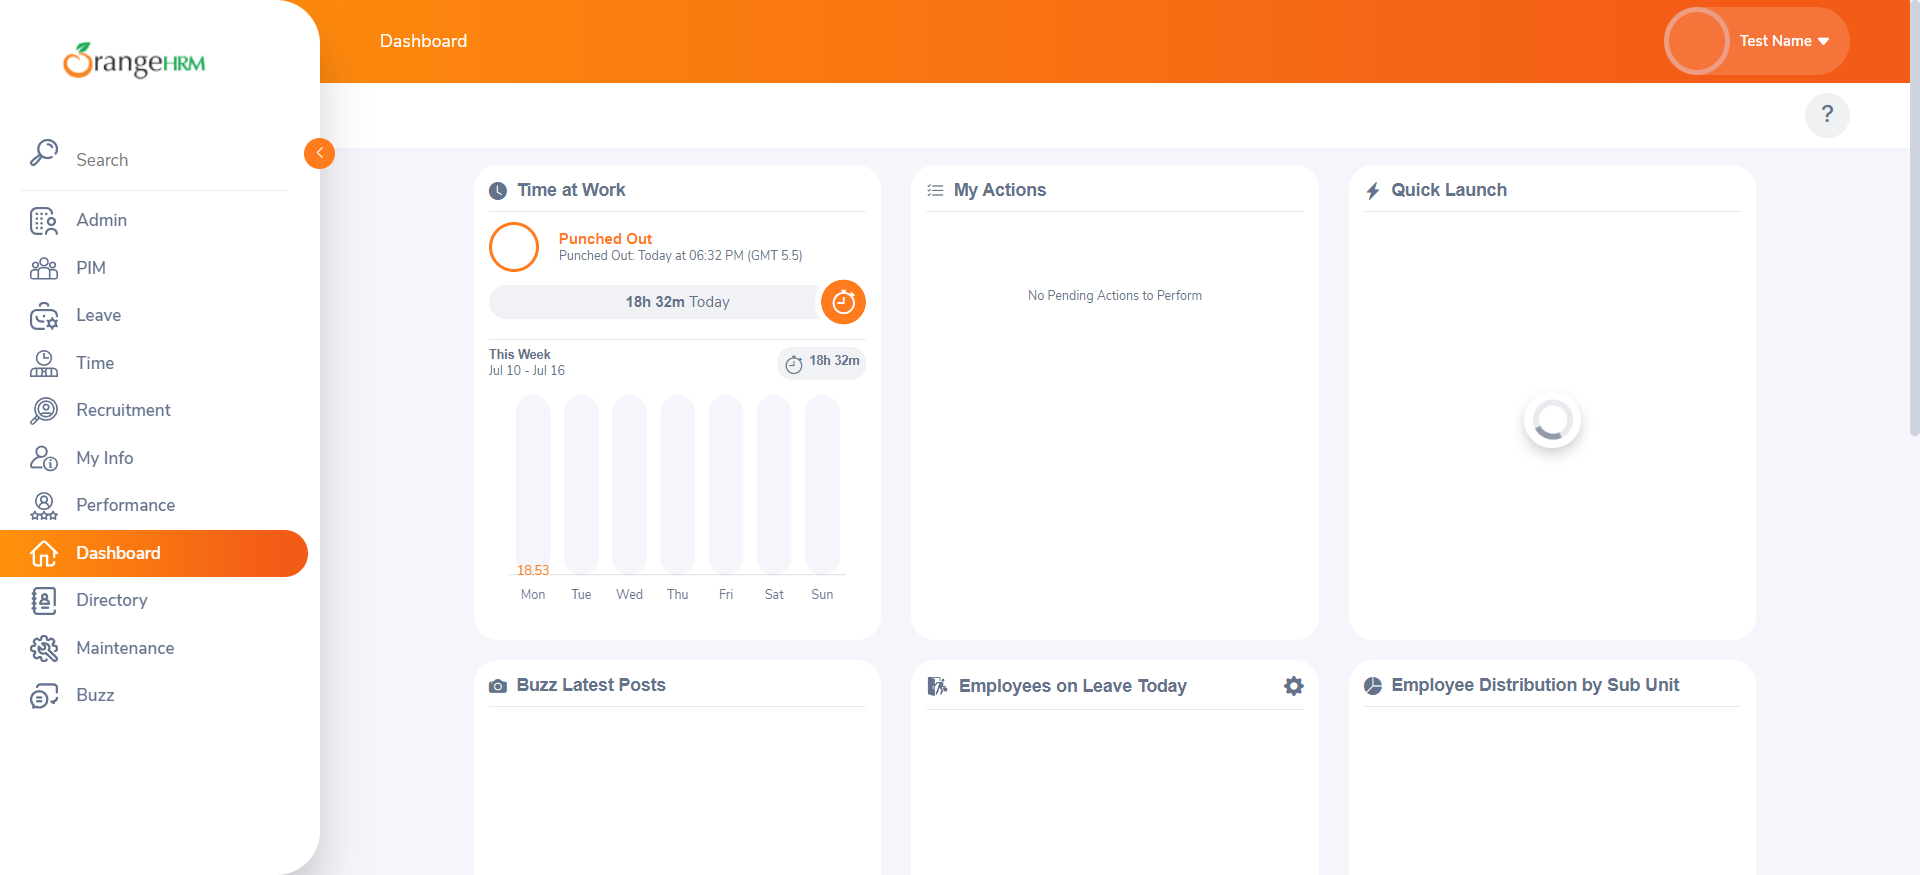 OrangeHRM
Dashboard
Test Name
?
Search
Admin
PIM
Leave
Time
Recruitment
My Info
Performance
Dashboard
Directory
Maintenance
Buzz
Time at Work
Punched Out
Punched Out: Today at 06:32 PM (GMT 5.5)
18h 32m Today
This Week
Jul 10 - Jul 16
18h 32m
18.53
Mon Tue Wed Thu Fri Sat Sun
My Actions
No Pending Actions to Perform
Quick Launch
Buzz Latest Posts
Employees on Leave Today
Employee Distribution by Sub Unit